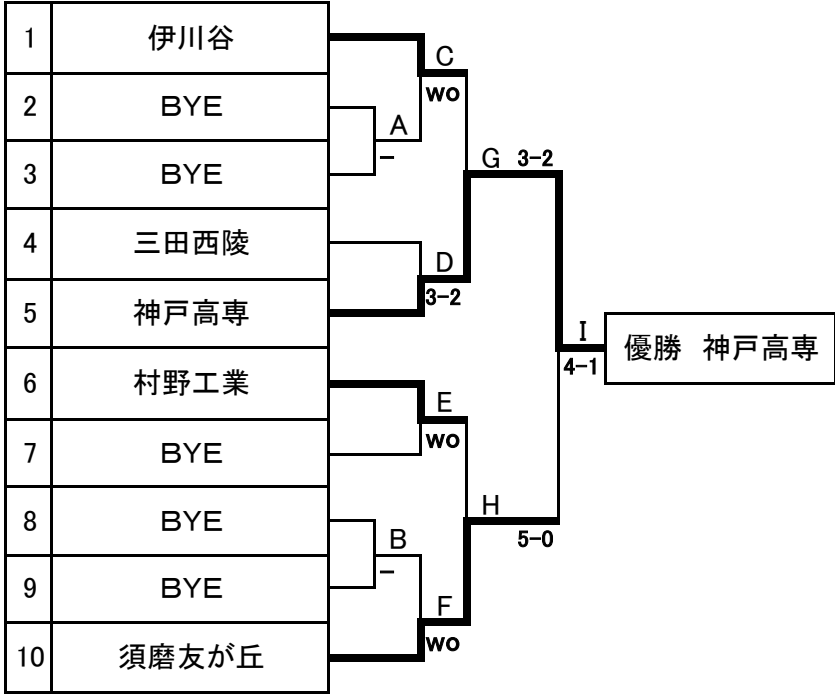 1 伊川谷
C
wo
2 BYE
A
-
3 BYE
G 3-2
4 三田西陵
D
3-2
5 神戸高専
I
4-1
優勝 神戸高専
6 村野工業
E
wo
7 BYE
H
5-0
8 BYE
B
-
9 BYE
F
wo
10 須磨友が丘